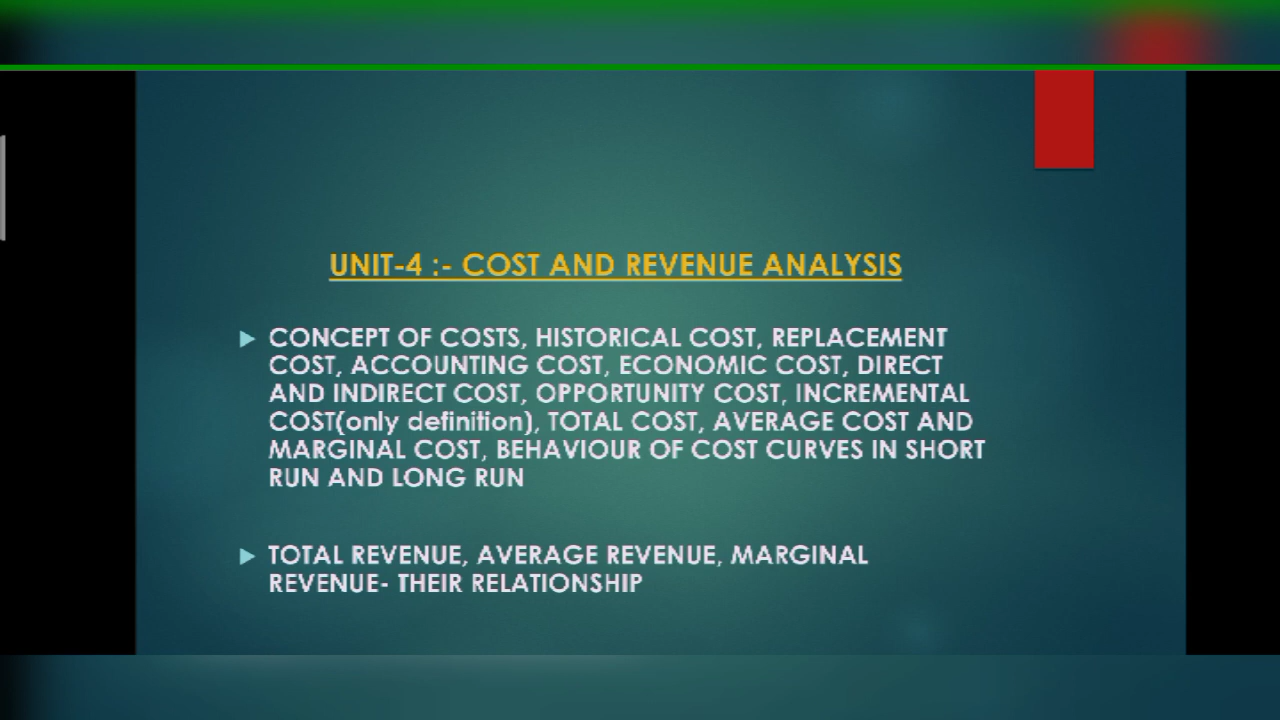 UNIT-4 :- COST AND REVENUE ANALYSIS
CONCEPT OF COSTS, HISTORICAL COST, REPLACEMENT
COST, ACCOUNTING COST, ECONOMIC COST, DIRECT
AND INDIRECT COST, OPPORTUNITY COST, INCREMENTAL
COST(only definition), TOTAL COST, AVERAGE COST AND
MARGINAL COST, BEHAVIOUR OF COST CURVES IN SHORT
RUN AND LONG RUN
TOTAL REVENUE, AVERAGE REVENUE, MARGINAL
REVENUE- THEIR RELATIONSHIP